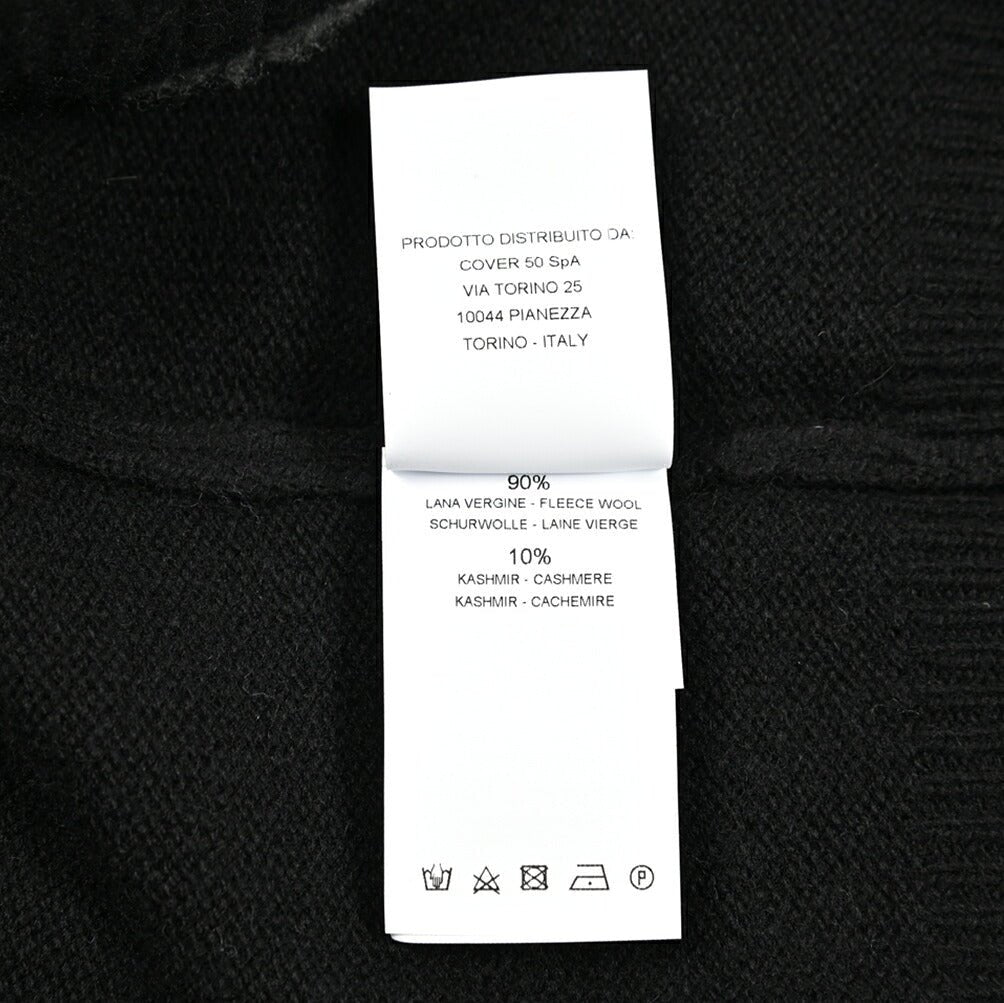 PRODOTTO DISTRIBUITO DA:
COVER 50 SpA
VIA TORINO 25
10044 PIANEZZA
TORINO - ITALY
90%
LANA VERGINE - FLEECE WOOL
SCHURWOLLE - LAINE VIERGE
10%
KASHMIR - CASHMERE
KASHMIR - CACHEMIRE
P